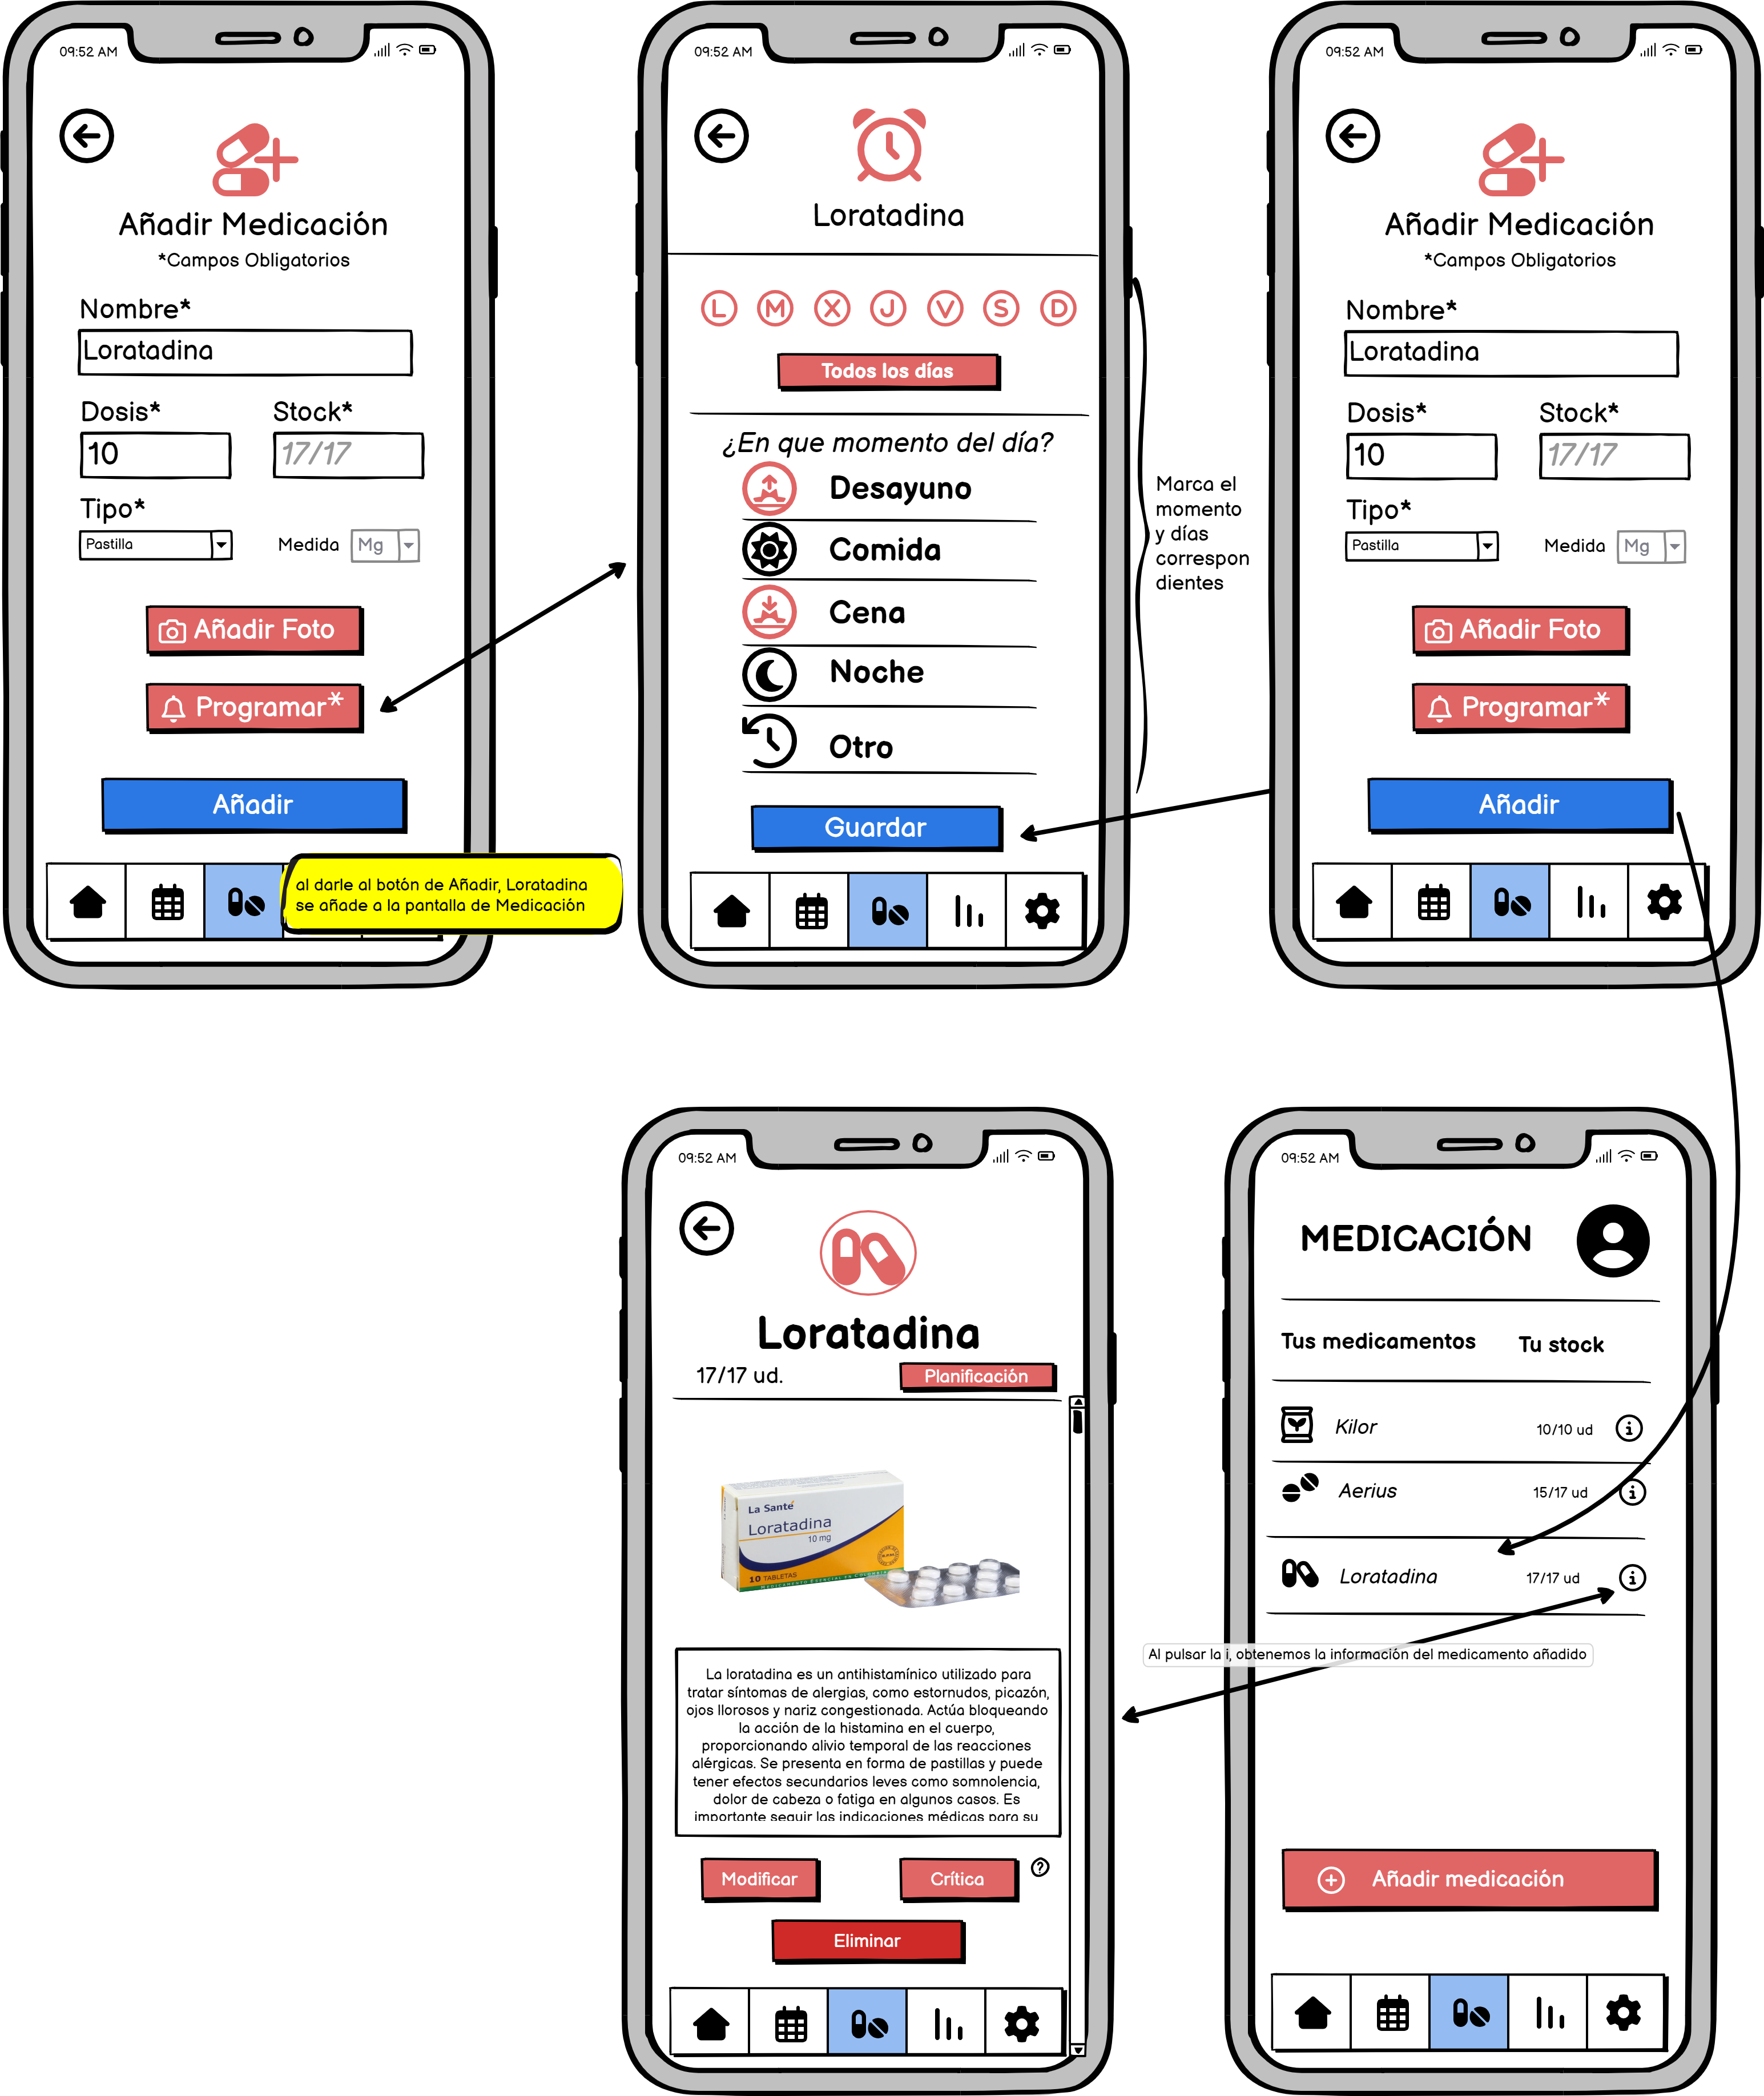 09:52 AM
Añadir Medicación
*Campos Obligatorios
Nombre*
Loratadina
Dosis*
Stock*
10
17/17
Tipo*
Pastilla
Medida
Mg
Añadir Foto
Programar*
Añadir
al darle al botón de Añadir, Loratadina
se añade a la pantalla de Medicación
09:52 AM
Loratadina
L M X J V S D
Todos los días
¿En que momento del día?
Desayuno
Comida
Cena
Noche
Otro
Guardar
Marca el
momento
y días
correspon
dientes
09:52 AM
Añadir Medicación
*Campos Obligatorios
Nombre*
Loratadina
Dosis*
Stock*
10
17/17
Tipo*
Pastilla
Medida
Mg
Añadir Foto
Programar*
Añadir
09:52 AM
Loratadina
17/17 ud.
Planificación
La Santé
Loratadina
10 mg
10 TABLETAS
La loratadina es un antihistamínico utilizado para
tratar síntomas de alergias, como estornudos, picazón,
ojos llorosos y nariz congestionada. Actúa bloqueando
la acción de la histamina en el cuerpo,
proporcionando alivio temporal de las reacciones
alérgicas. Se presenta en forma de pastillas y puede
tener efectos secundarios leves como somnolencia,
dolor de cabeza o fatiga en algunos casos. Es
importante seguir las indicaciones médicas para su
Modificar
Crítica
?
Eliminar
09:52 AM
MEDICACIÓN
Tus medicamentos
Tu stock
Kilor
10/10 ud
i
Aerius
15/17 ud
i
Loratadina
17/17 ud
i
Al pulsar la i, obtenemos la información del medicamento añadido
Añadir medicación